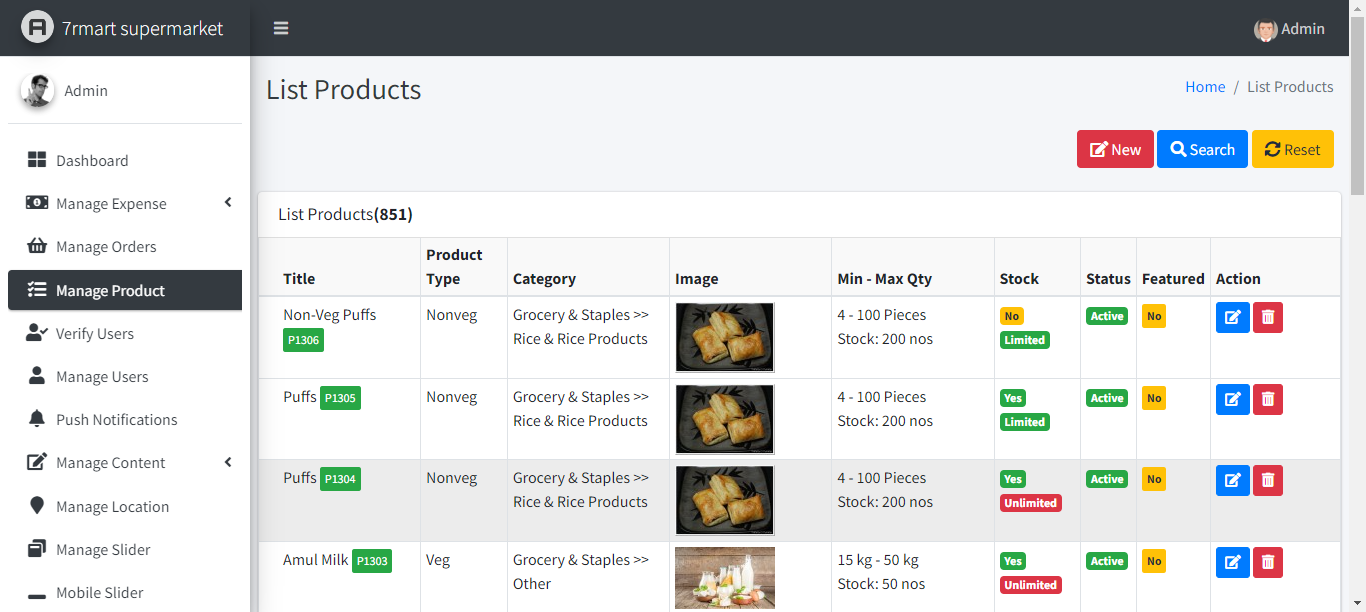 7rmart supermarket
Admin
Admin
List Products
Home / List Products
New
Search
Reset
Dashboard
Manage Expense
Manage Orders
Manage Product
Verify Users
Manage Users
Push Notifications
Manage Content
Manage Location
Manage Slider
Mobile Slider
List Products(851)
Title
Product
Type
Category
Image
Min - Max Qty
Stock
Status
Featured
Action
Non-Veg Puffs
P1306
Nonveg
Grocery & Staples >>
Rice & Rice Products
4 - 100 Pieces
Stock: 200 nos
No
Limited
Active
No
Puffs P1305
Nonveg
Grocery & Staples >>
Rice & Rice Products
4 - 100 Pieces
Stock: 200 nos
Yes
Limited
Active
No
Puffs P1304
Nonveg
Grocery & Staples >>
Rice & Rice Products
4 - 100 Pieces
Stock: 200 nos
Yes
Unlimited
Active
No
Amul Milk P1303
Veg
Grocery & Staples >>
Other
15 kg - 50 kg
Stock: 50 nos
Yes
Unlimited
Active
No